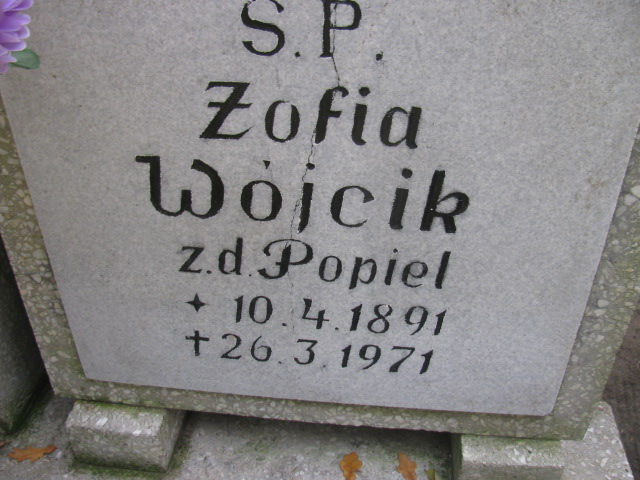 Ś.P.
Zofia
Wójcik
z.d. Popiel
✦ 10.4.1891
✝ 26.3.1971